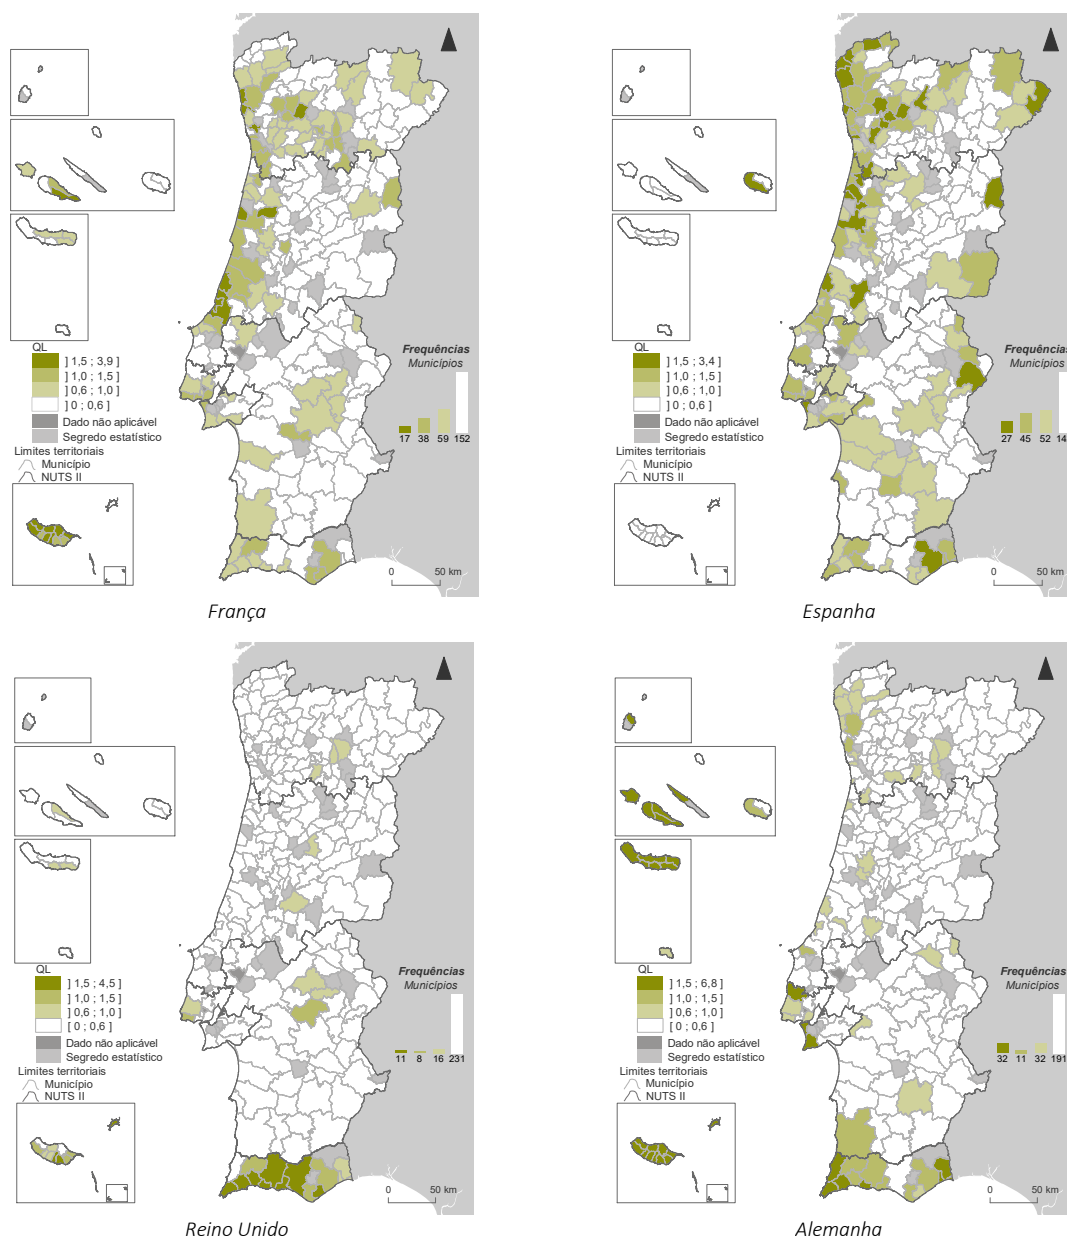 QL
] 1,5 ; 3,9 ]
] 1,0 ; 1,5 ]
] 0,6 ; 1,0 ]
] 0 ; 0,6 ]
Dado não aplicável
Segredo estatístico
Limites territoriais
Município
NUTS II
Frequências
Municípios
17 38 59 152
0 50 km
França
QL
] 1,5 ; 3,4 ]
] 1,0 ; 1,5 ]
] 0,6 ; 1,0 ]
[ 0 ; 0,6 ]
Dado não aplicável
Segredo estatístico
Limites territoriais
Município
NUTS II
Frequências
Municípios
27 45 52 14
0 50 km
Espanha
QL
] 1,5 ; 4,5 ]
] 1,0 ; 1,5 ]
] 0,6 ; 1,0 ]
[ 0 ; 0,6 ]
Dado não aplicável
Segredo estatístico
Limites territoriais
Município
NUTS II
Frequências
Municípios
11 8 16 231
0 50 km
Reino Unido
QL
] 1,5 ; 6,8 ]
] 1,0 ; 1,5 ]
] 0,6 ; 1,0 ]
[ 0 ; 0,6 ]
Dado não aplicável
Segredo estatístico
Limites territoriais
Município
NUTS II
Frequências
Municípios
32 11 32 191
0 50 km
Alemanha